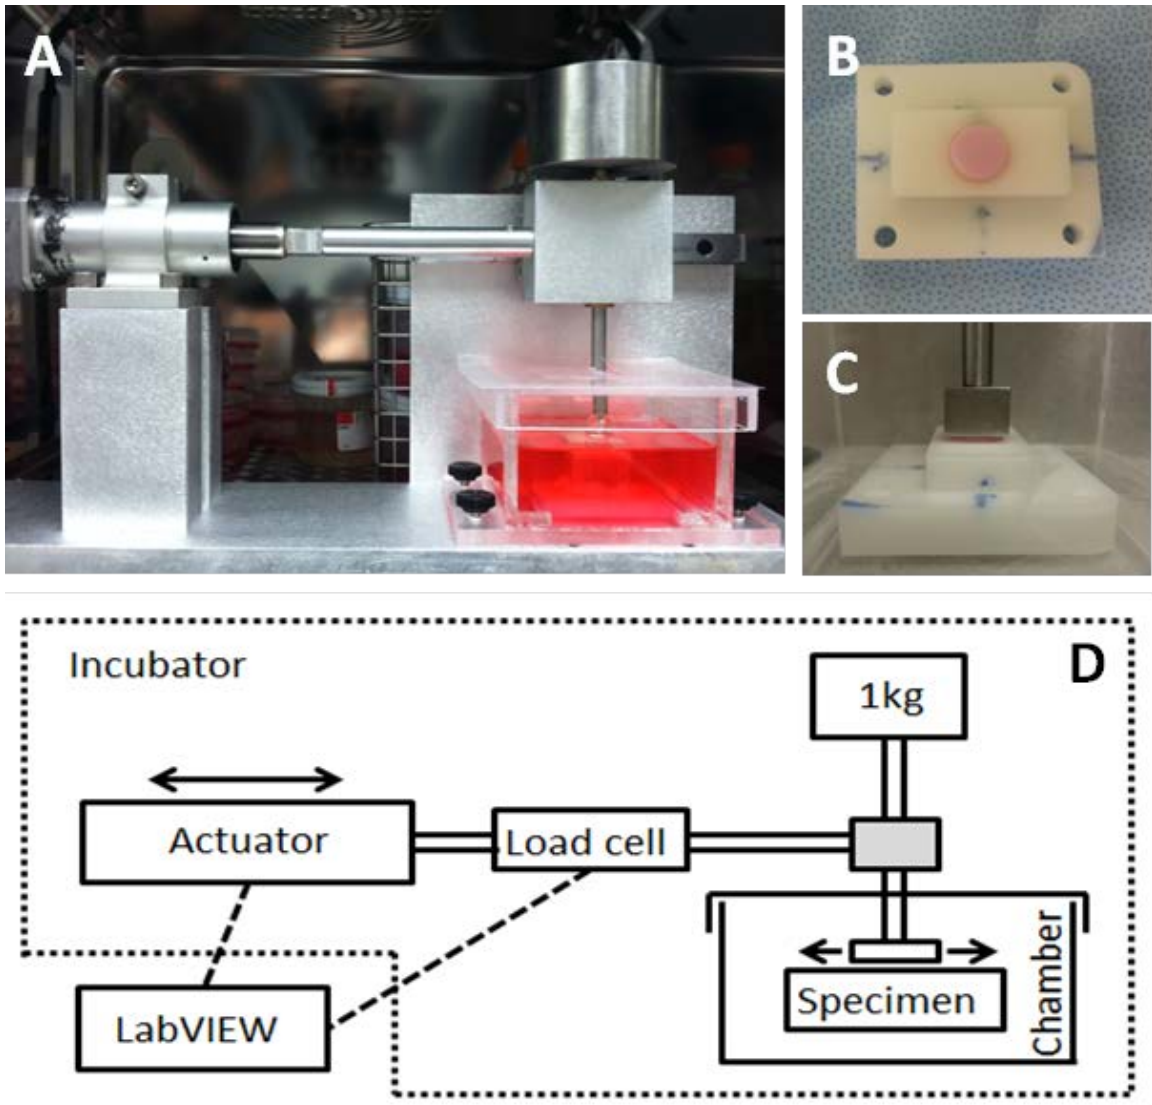 A
B
C
D
Incubator
1kg
Actuator
Load cell
LabVIEW
Specimen
Chamber